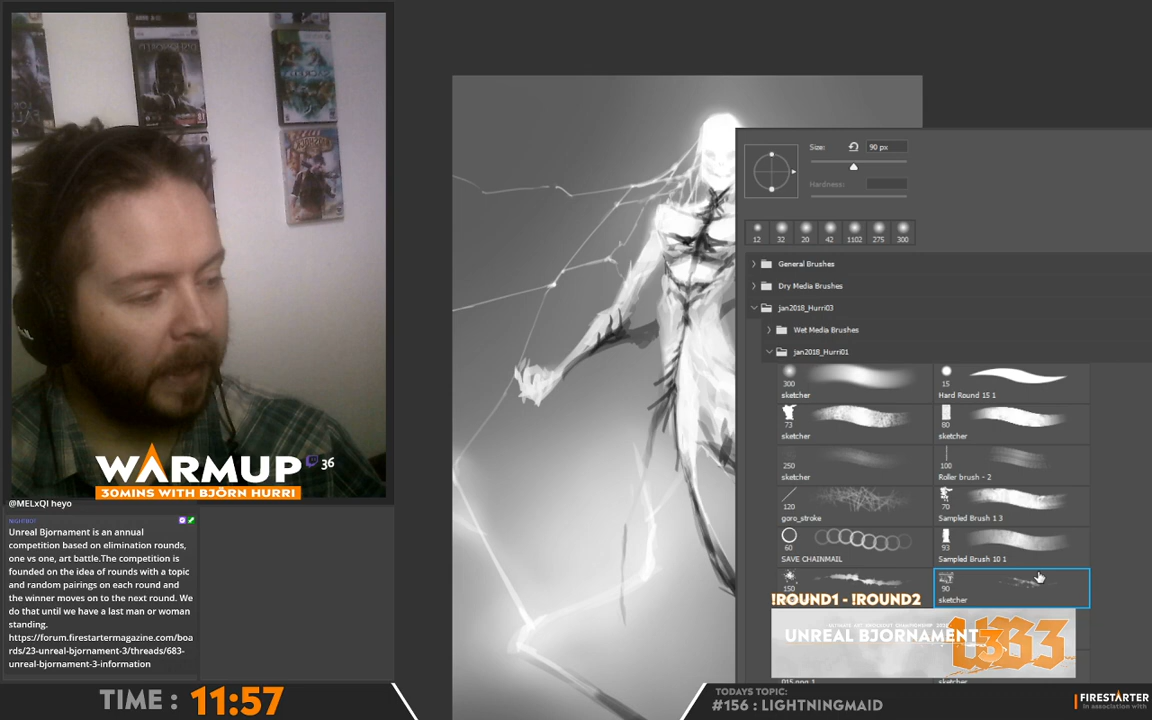 WARMUP 36
30MINS WITH BJÖRN HURRI
@MELxQI heyo
NIGHTBOT
Unreal Bjornament is an annual
competition based on elimination rounds,
one vs one, art battle.The competition is
founded on the idea of rounds with a topic
and random pairings on each round and
the winner moves on to the next round. We
do that until we have a last man or woman
standing.
https://forum.firestartermagazine.com/boa
rds/23-unreal-bjornament-3/threads/683-
unreal-bjornament-3-information
Size: 90 px
Hardness:
12 32 20 42 1102 275 300
General Brushes
Dry Media Brushes
jan2018_Hurri03
Wet Media Brushes
jan2018_Hurri01
300 15
sketcher Hard Round 15 1
73 80
sketcher
250 100
sketcher Roller brush - 2
120 70
goro_stroke Sampled Brush 1 3
60 93
SAVE CHAINMAIL Sampled Brush 10 1
150 90
sketcher
!ROUND1 - !ROUND2
UNREAL BJORNAMENT 3
UB3
sketcher
TIME : 11:57
TODAYS TOPIC:
#156 : LIGHTNINGMAID
FIRESTARTER
In association with